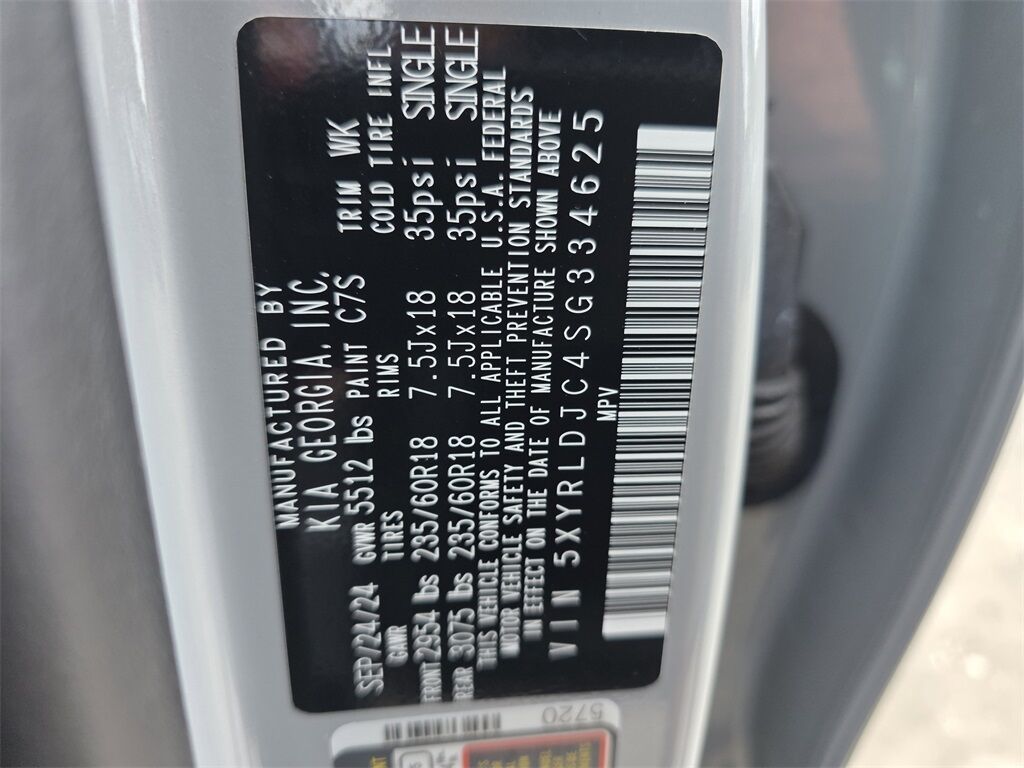 MANUFACTURED BY
KIA GEORGIA, INC.
SEP/24/24 GVWR 5512 lbs PAINT C7S TRIM WK
GAWR TIRES RIMS COLD TIRE INFL
FRONT 2954 lbs 235/60R18 7.5Jx18 35psi SINGLE
REAR 3075 lbs 235/60R18 7.5Jx18 35psi SINGLE
THIS VEHICLE CONFORMS TO ALL APPLICABLE U.S.A. FEDERAL
MOTOR VEHICLE SAFETY AND THEFT PREVENTION STANDARDS
IN EFFECT ON THE DATE OF MANUFACTURE SHOWN ABOVE
VIN 5XYRLDJC4SG334625
MPV
5720